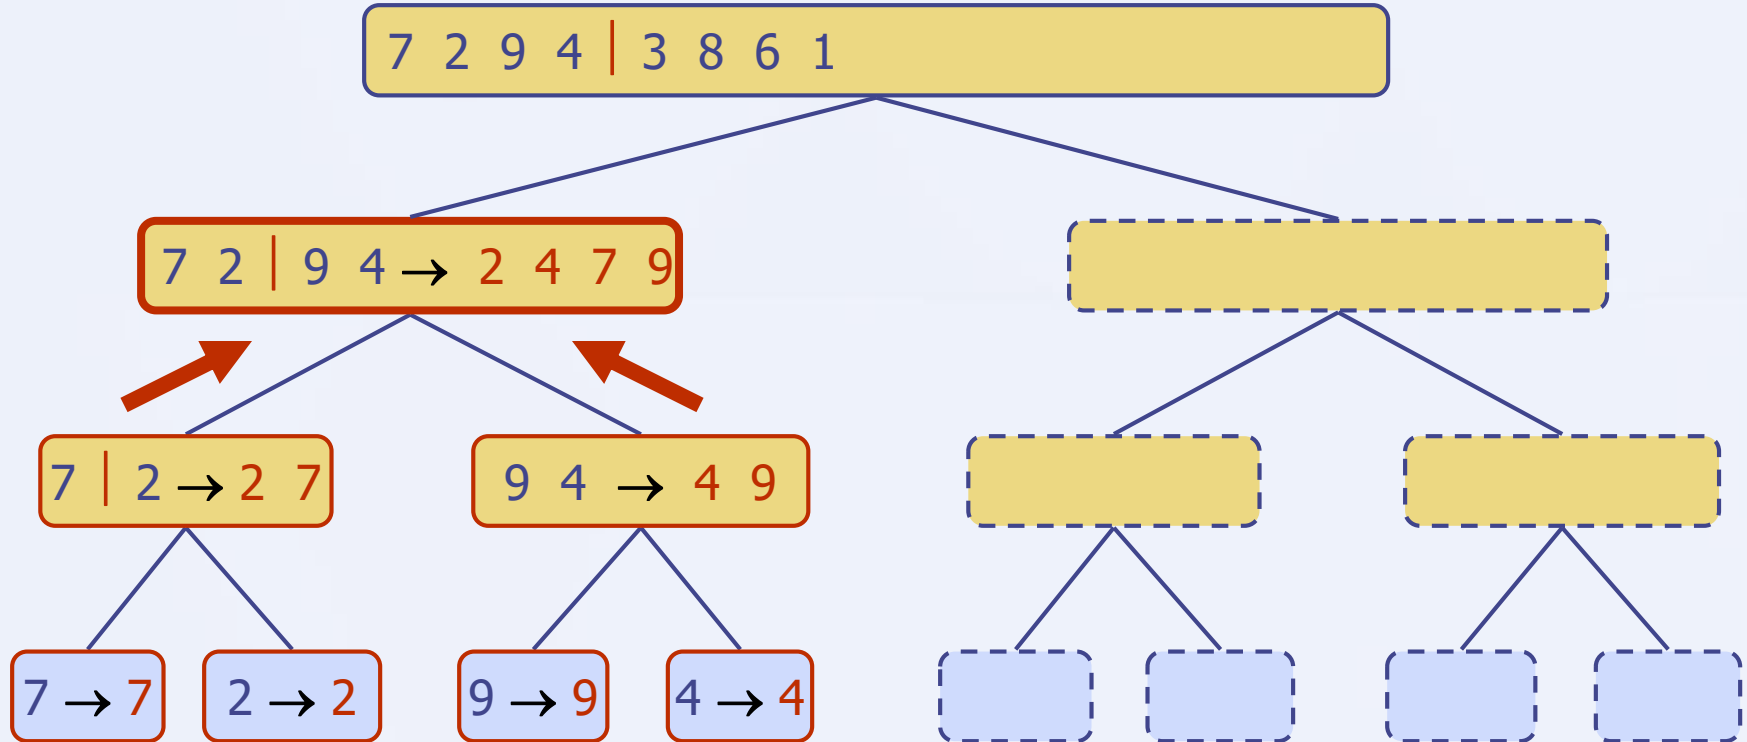 7 2 9 4 | 3 8 6 1
7 2 | 9 4 → 2 4 7 9
7 | 2 → 2 7
9 4 → 4 9
7 → 7
2 → 2
9 → 9
4 → 4